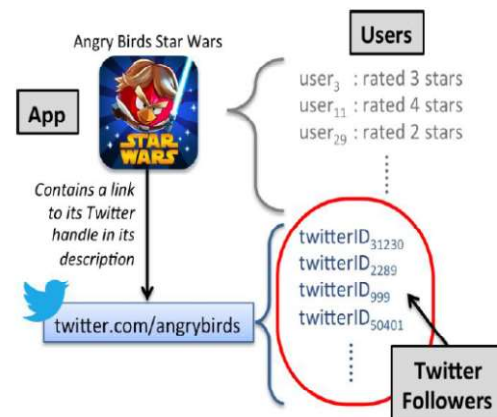 Angry Birds Star Wars
App
STAR
WARS
Contains a link
to its Twitter
handle in its
description
twitter.com/angrybirds
Users
user3 : rated 3 stars
user11 : rated 4 stars
user29 : rated 2 stars
twitterID31230
twitterID2289
twitterID999
twitterID50401
Twitter
Followers